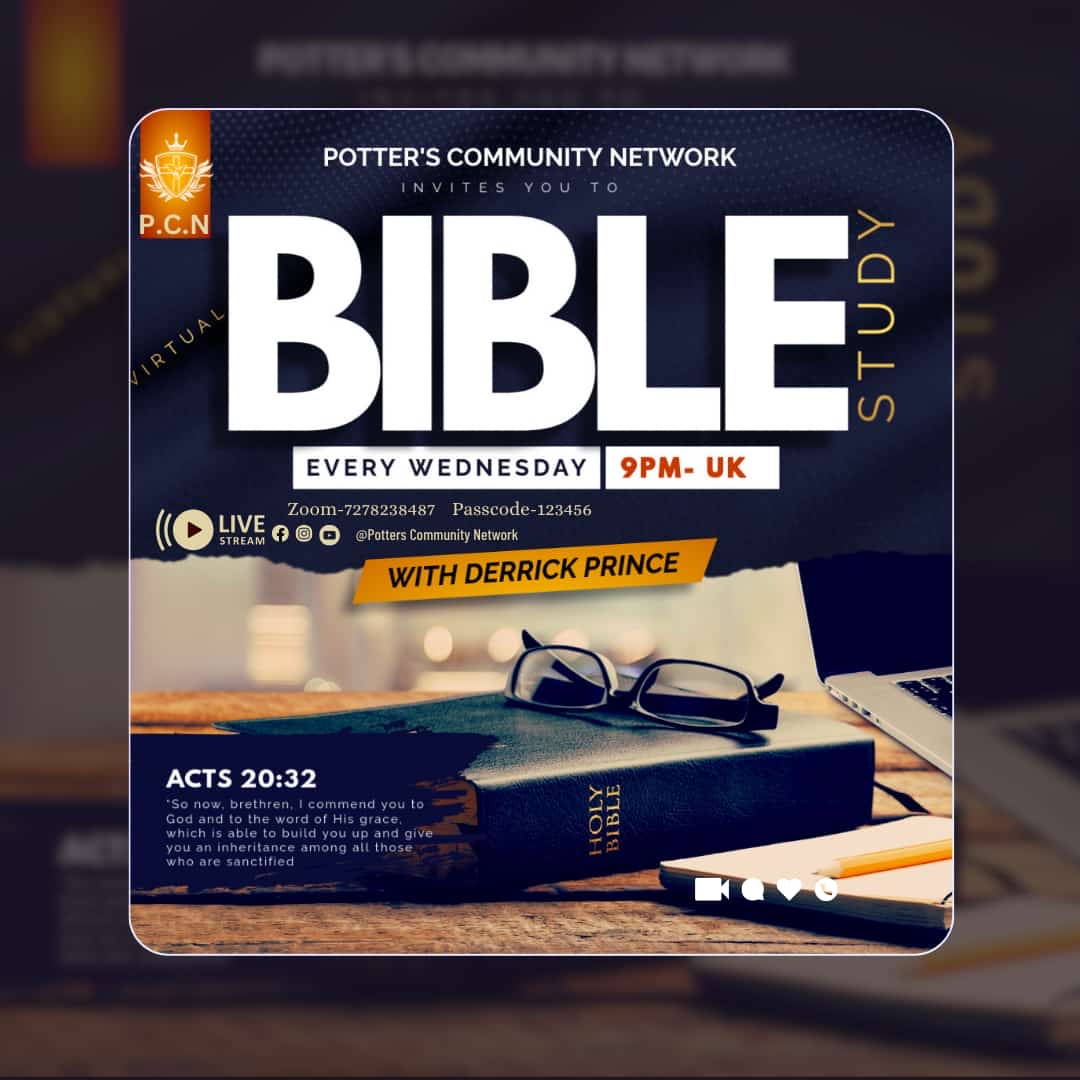 POTTER'S COMMUNITY NETWORK
INVITES YOU TO
P.C.N
VIRTUAL
BIBLE
STUDY
EVERY WEDNESDAY 9PM- UK
Zoom-7278238487 Passcode-123456
LIVE
STREAM
@Potters Community Network
WITH DERRICK PRINCE
ACTS 20:32
"So now, brethren, I commend you to
God and to the word of His grace,
which is able to build you up and give
you an inheritance among all those
who are sanctified
HOLY
BIBLE